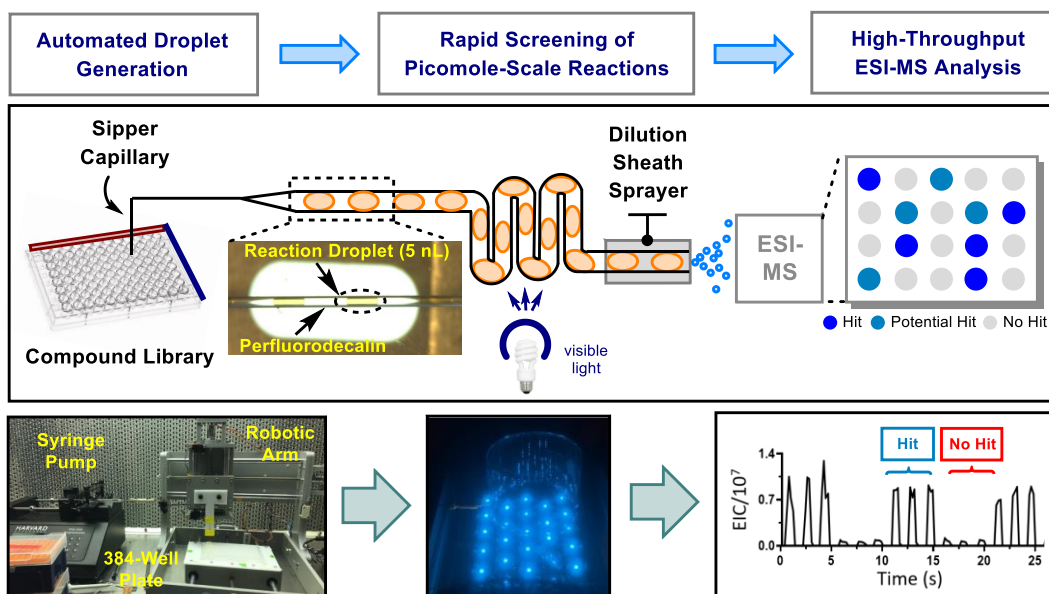 Automated Droplet
Generation
Rapid Screening of
Picomole-Scale Reactions
High-Throughput
ESI-MS Analysis
Sipper
Capillary
Compound Library
Reaction Droplet (5 nL)
Perfluorodecalin
visible
light
Dilution
Sheath
Sprayer
ESI-
MS
Hit
Potential Hit
No Hit
Syringe
Pump
Robotic
Arm
HARVARD
384-Well
Plate
Hit
No Hit
EIC/10⁷
1.4
0.7
0.0
0 5 10 15 20 25
Time (s)